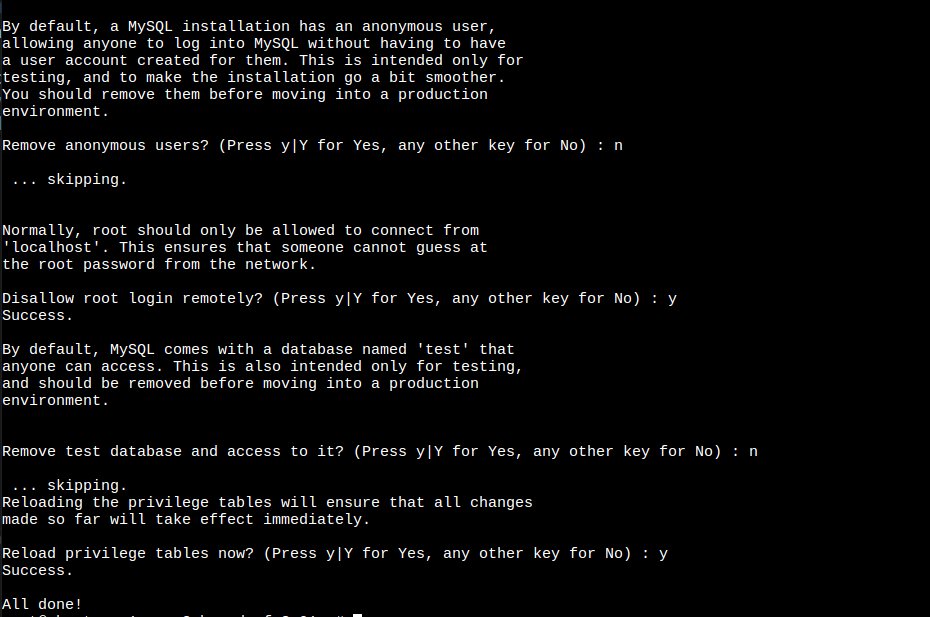 By default, a MySQL installation has an anonymous user,
allowing anyone to log into MySQL without having to have
a user account created for them. This is intended only for
testing, and to make the installation go a bit smoother.
You should remove them before moving into a production
environment.
Remove anonymous users? (Press y|Y for Yes, any other key for No) : n
... skipping.
Normally, root should only be allowed to connect from
'localhost'. This ensures that someone cannot guess at
the root password from the network.
Disallow root login remotely? (Press y|Y for Yes, any other key for No) : y
Success.
By default, MySQL comes with a database named 'test' that
anyone can access. This is also intended only for testing,
and should be removed before moving into a production
environment.
Remove test database and access to it? (Press y|Y for Yes, any other key for No) : n
... skipping.
Reloading the privilege tables will ensure that all changes
made so far will take effect immediately.
Reload privilege tables now? (Press y|Y for Yes, any other key for No) : y
Success.
All done!